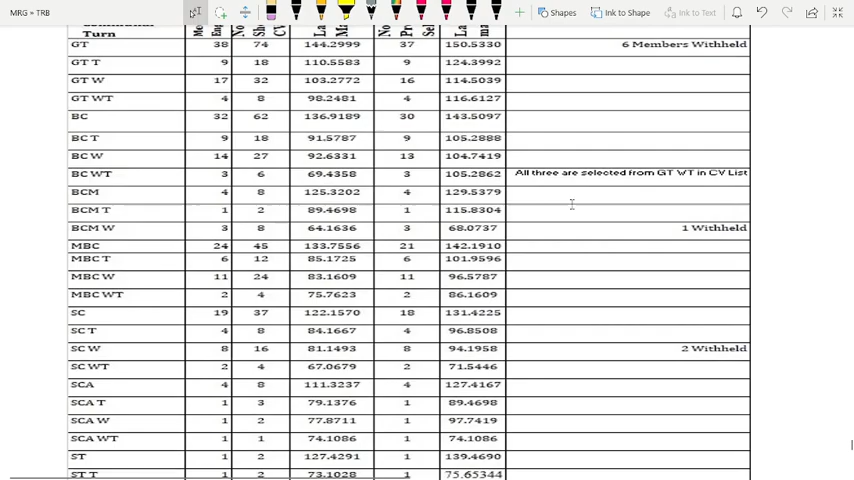 MRG » TRB
Shapes
Ink to Shape
Ink to Text
Turn
GT 38 74 144.2999 37 150.5330 6 Members Withheld
GT T 9 18 110.5583 9 124.3992
GT W 17 32 103.2772 16 114.5039
GT WT 4 8 98.2481 4 116.6127
BC 32 62 136.9189 30 143.5097
BC T 9 18 91.5787 9 105.2888
BC W 14 27 92.6331 13 104.7419
BC WT 3 6 69.4358 3 105.2862 All three are selected from GT WT in CV List
BCM 4 8 125.3202 4 129.5379
BCM T 1 2 89.4698 1 115.8304
BCM W 3 8 64.1636 3 68.0737 1 Withheld
MBC 24 45 133.7556 21 142.1910
MBC T 6 12 85.1725 6 101.9596
MBC W 11 24 83.1609 11 96.5787
MBC WT 2 4 75.7623 2 86.1609
SC 19 37 122.1570 18 131.4225
SC T 4 8 84.1667 4 96.8508
SC W 8 16 81.1493 8 94.1958 2 Withheld
SC WT 2 4 67.0679 2 71.5446
SCA 4 8 111.3237 4 127.4167
SCA T 1 3 79.1376 1 89.4698
SCA W 1 2 77.8711 1 97.7419
SCA WT 1 1 74.1086 1 74.1086
ST 1 2 127.4291 1 139.4690
ST T 1 2 73.1028 1 75.65344